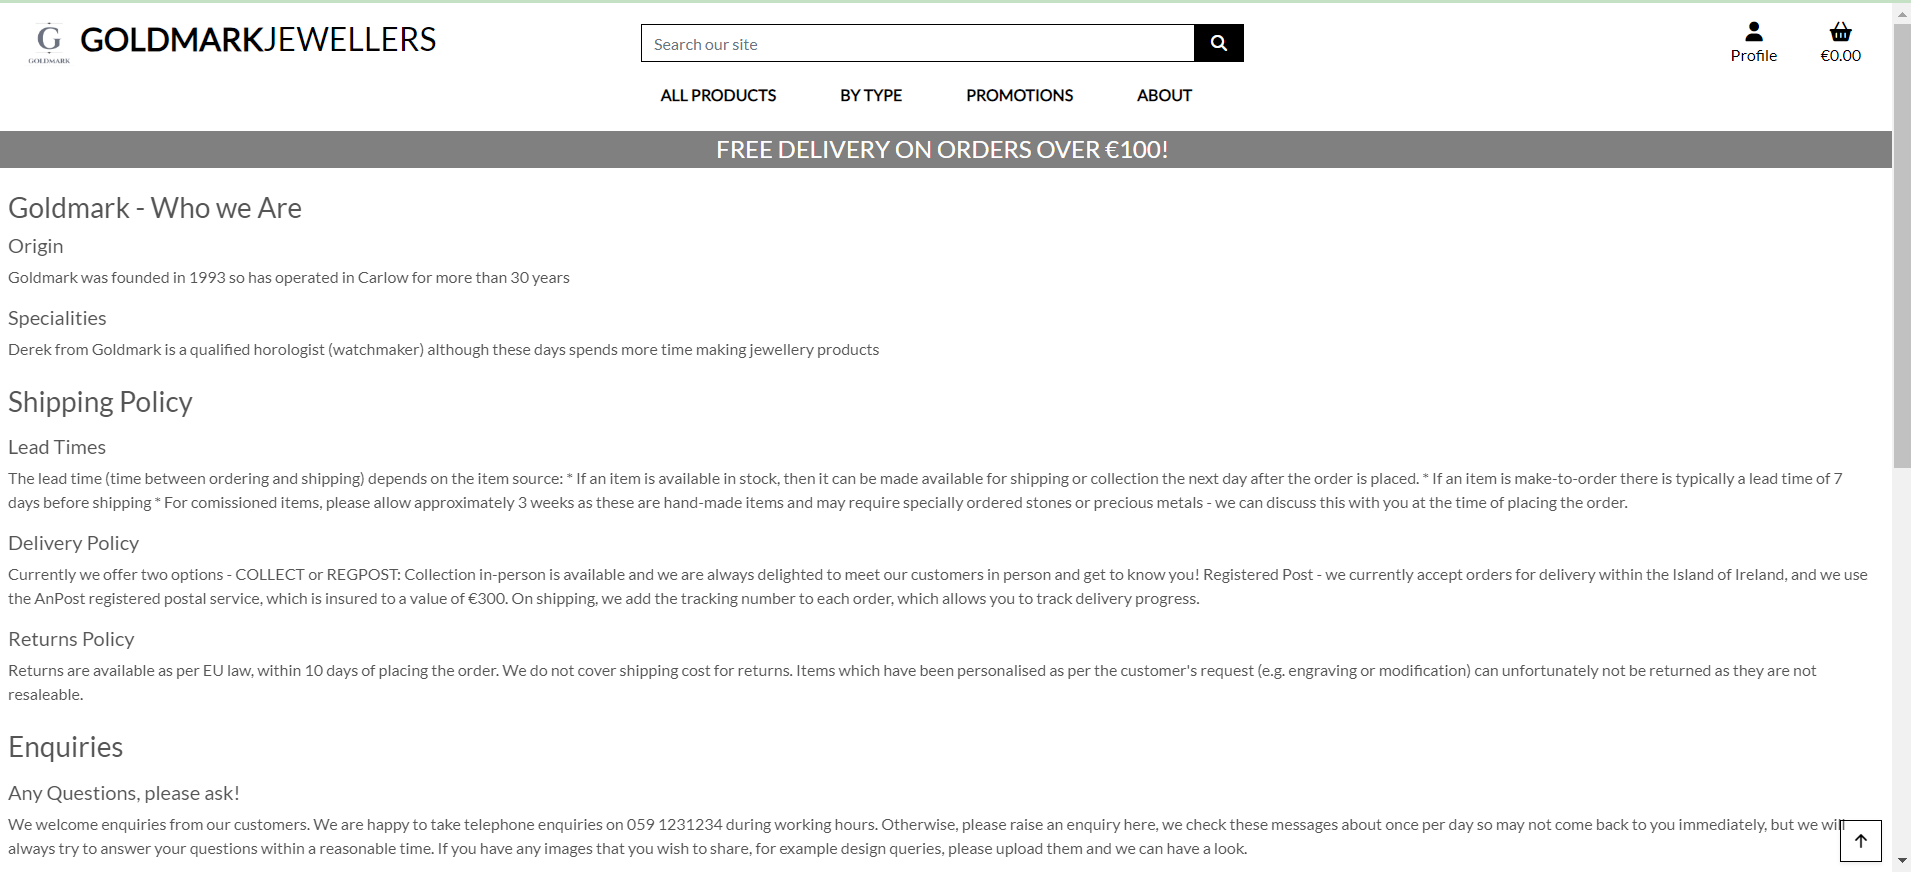 G
GOLDMARK
GOLDMARKJEWELLERS
Search our site
Profile
€0.00
ALL PRODUCTS
BY TYPE
PROMOTIONS
ABOUT
FREE DELIVERY ON ORDERS OVER €100!
Goldmark - Who we Are
Origin
Goldmark was founded in 1993 so has operated in Carlow for more than 30 years
Specialities
Derek from Goldmark is a qualified horologist (watchmaker) although these days spends more time making jewellery products
Shipping Policy
Lead Times
The lead time (time between ordering and shipping) depends on the item source: * If an item is available in stock, then it can be made available for shipping or collection the next day after the order is placed. * If an item is make-to-order there is typically a lead time of 7
days before shipping * For comissioned items, please allow approximately 3 weeks as these are hand-made items and may require specially ordered stones or precious metals - we can discuss this with you at the time of placing the order.
Delivery Policy
Currently we offer two options - COLLECT or REGPOST: Collection in-person is available and we are always delighted to meet our customers in person and get to know you! Registered Post - we currently accept orders for delivery within the Island of Ireland, and we use
the AnPost registered postal service, which is insured to a value of €300. On shipping, we add the tracking number to each order, which allows you to track delivery progress.
Returns Policy
Returns are available as per EU law, within 10 days of placing the order. We do not cover shipping cost for returns. Items which have been personalised as per the customer's request (e.g. engraving or modification) can unfortunately not be returned as they are not
resaleable.
Enquiries
Any Questions, please ask!
We welcome enquiries from our customers. We are happy to take telephone enquiries on 059 1231234 during working hours. Otherwise, please raise an enquiry here, we check these messages about once per day so may not come back to you immediately, but we will
always try to answer your questions within a reasonable time. If you have any images that you wish to share, for example design queries, please upload them and we can have a look.